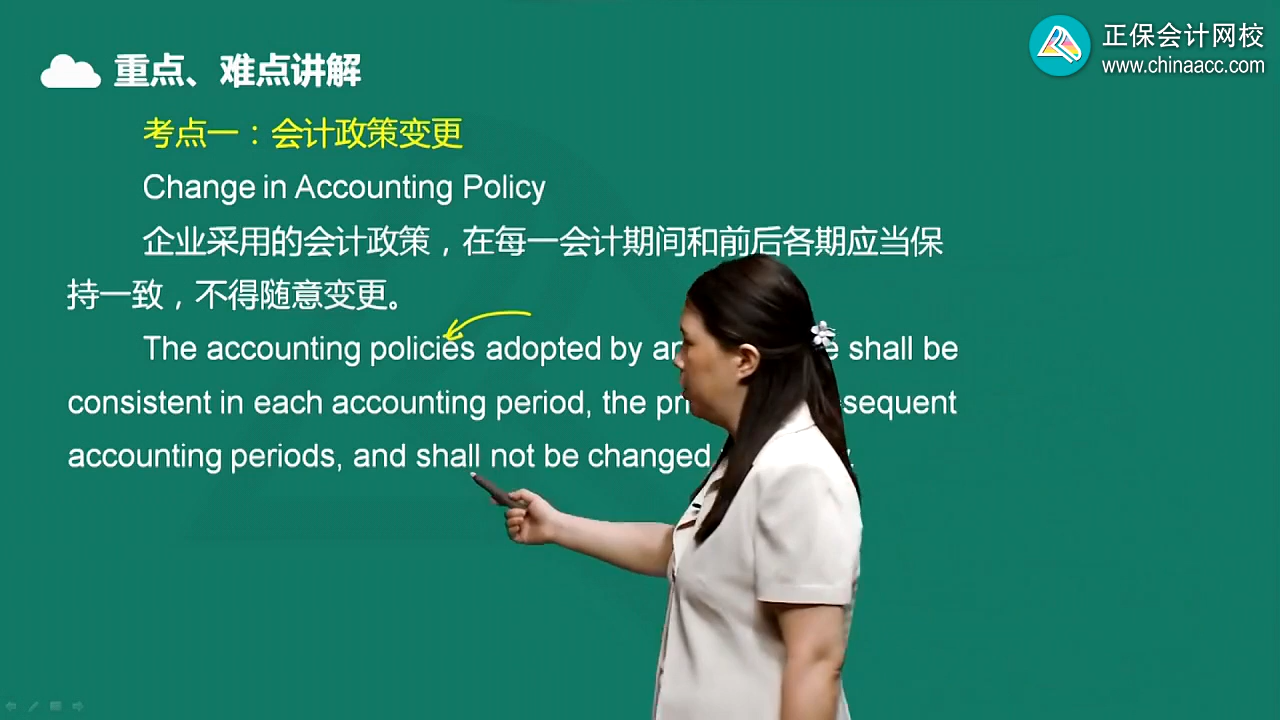 正保会计网校
www.chinaacc.com
重点、难点讲解
考点一：会计政策变更
Change in Accounting Policy
企业采用的会计政策，在每一会计期间和前后各期应当保
持一致，不得随意变更。
The accounting policies adopted by shall be
consistent in each accounting period, the
accounting periods, and shall not be changed